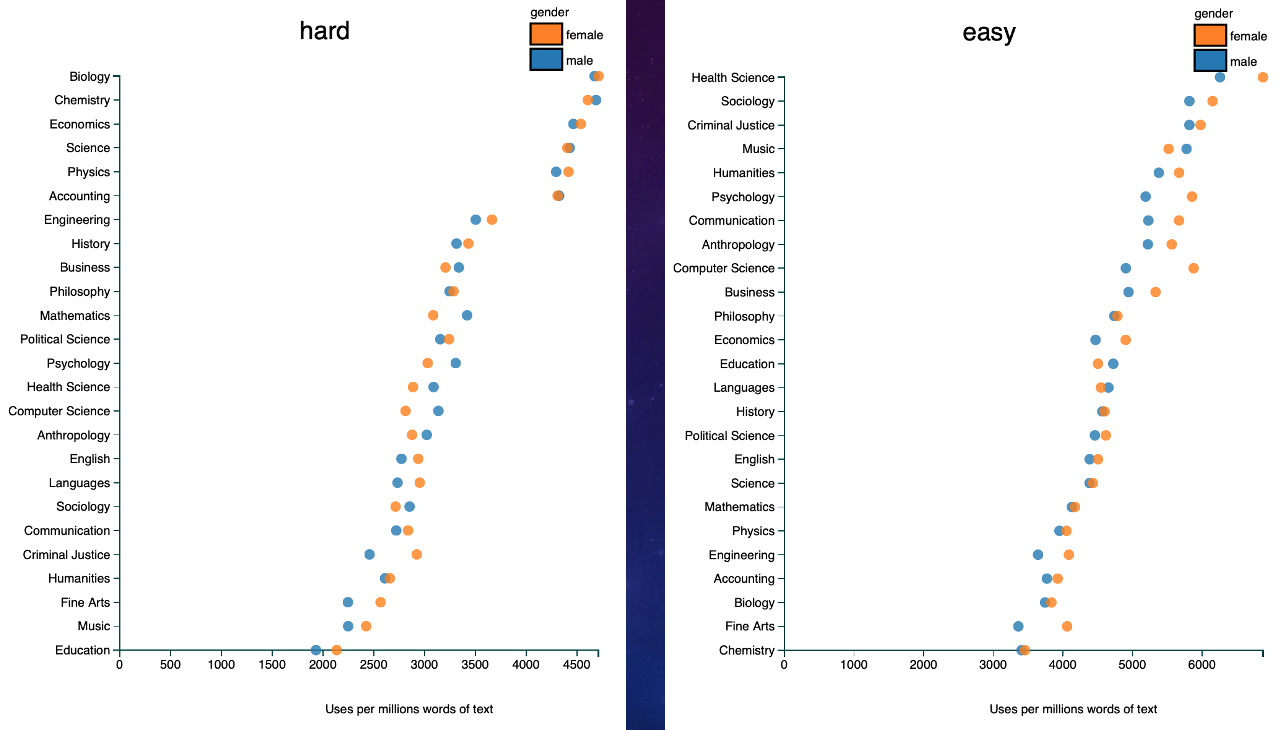 hard
gender
female
male
Biology
Chemistry
Economics
Science
Physics
Accounting
Engineering
History
Business
Philosophy
Mathematics
Political Science
Psychology
Health Science
Computer Science
Anthropology
English
Languages
Sociology
Communication
Criminal Justice
Humanities
Fine Arts
Music
Education
0 500 1000 1500 2000 2500 3000 3500 4000 4500
Uses per millions words of text
easy
gender
female
male
Health Science
Sociology
Criminal Justice
Music
Humanities
Psychology
Communication
Anthropology
Computer Science
Business
Philosophy
Economics
Education
Languages
History
Political Science
English
Science
Mathematics
Physics
Engineering
Accounting
Biology
Fine Arts
Chemistry
0 1000 2000 3000 4000 5000 6000
Uses per millions words of text